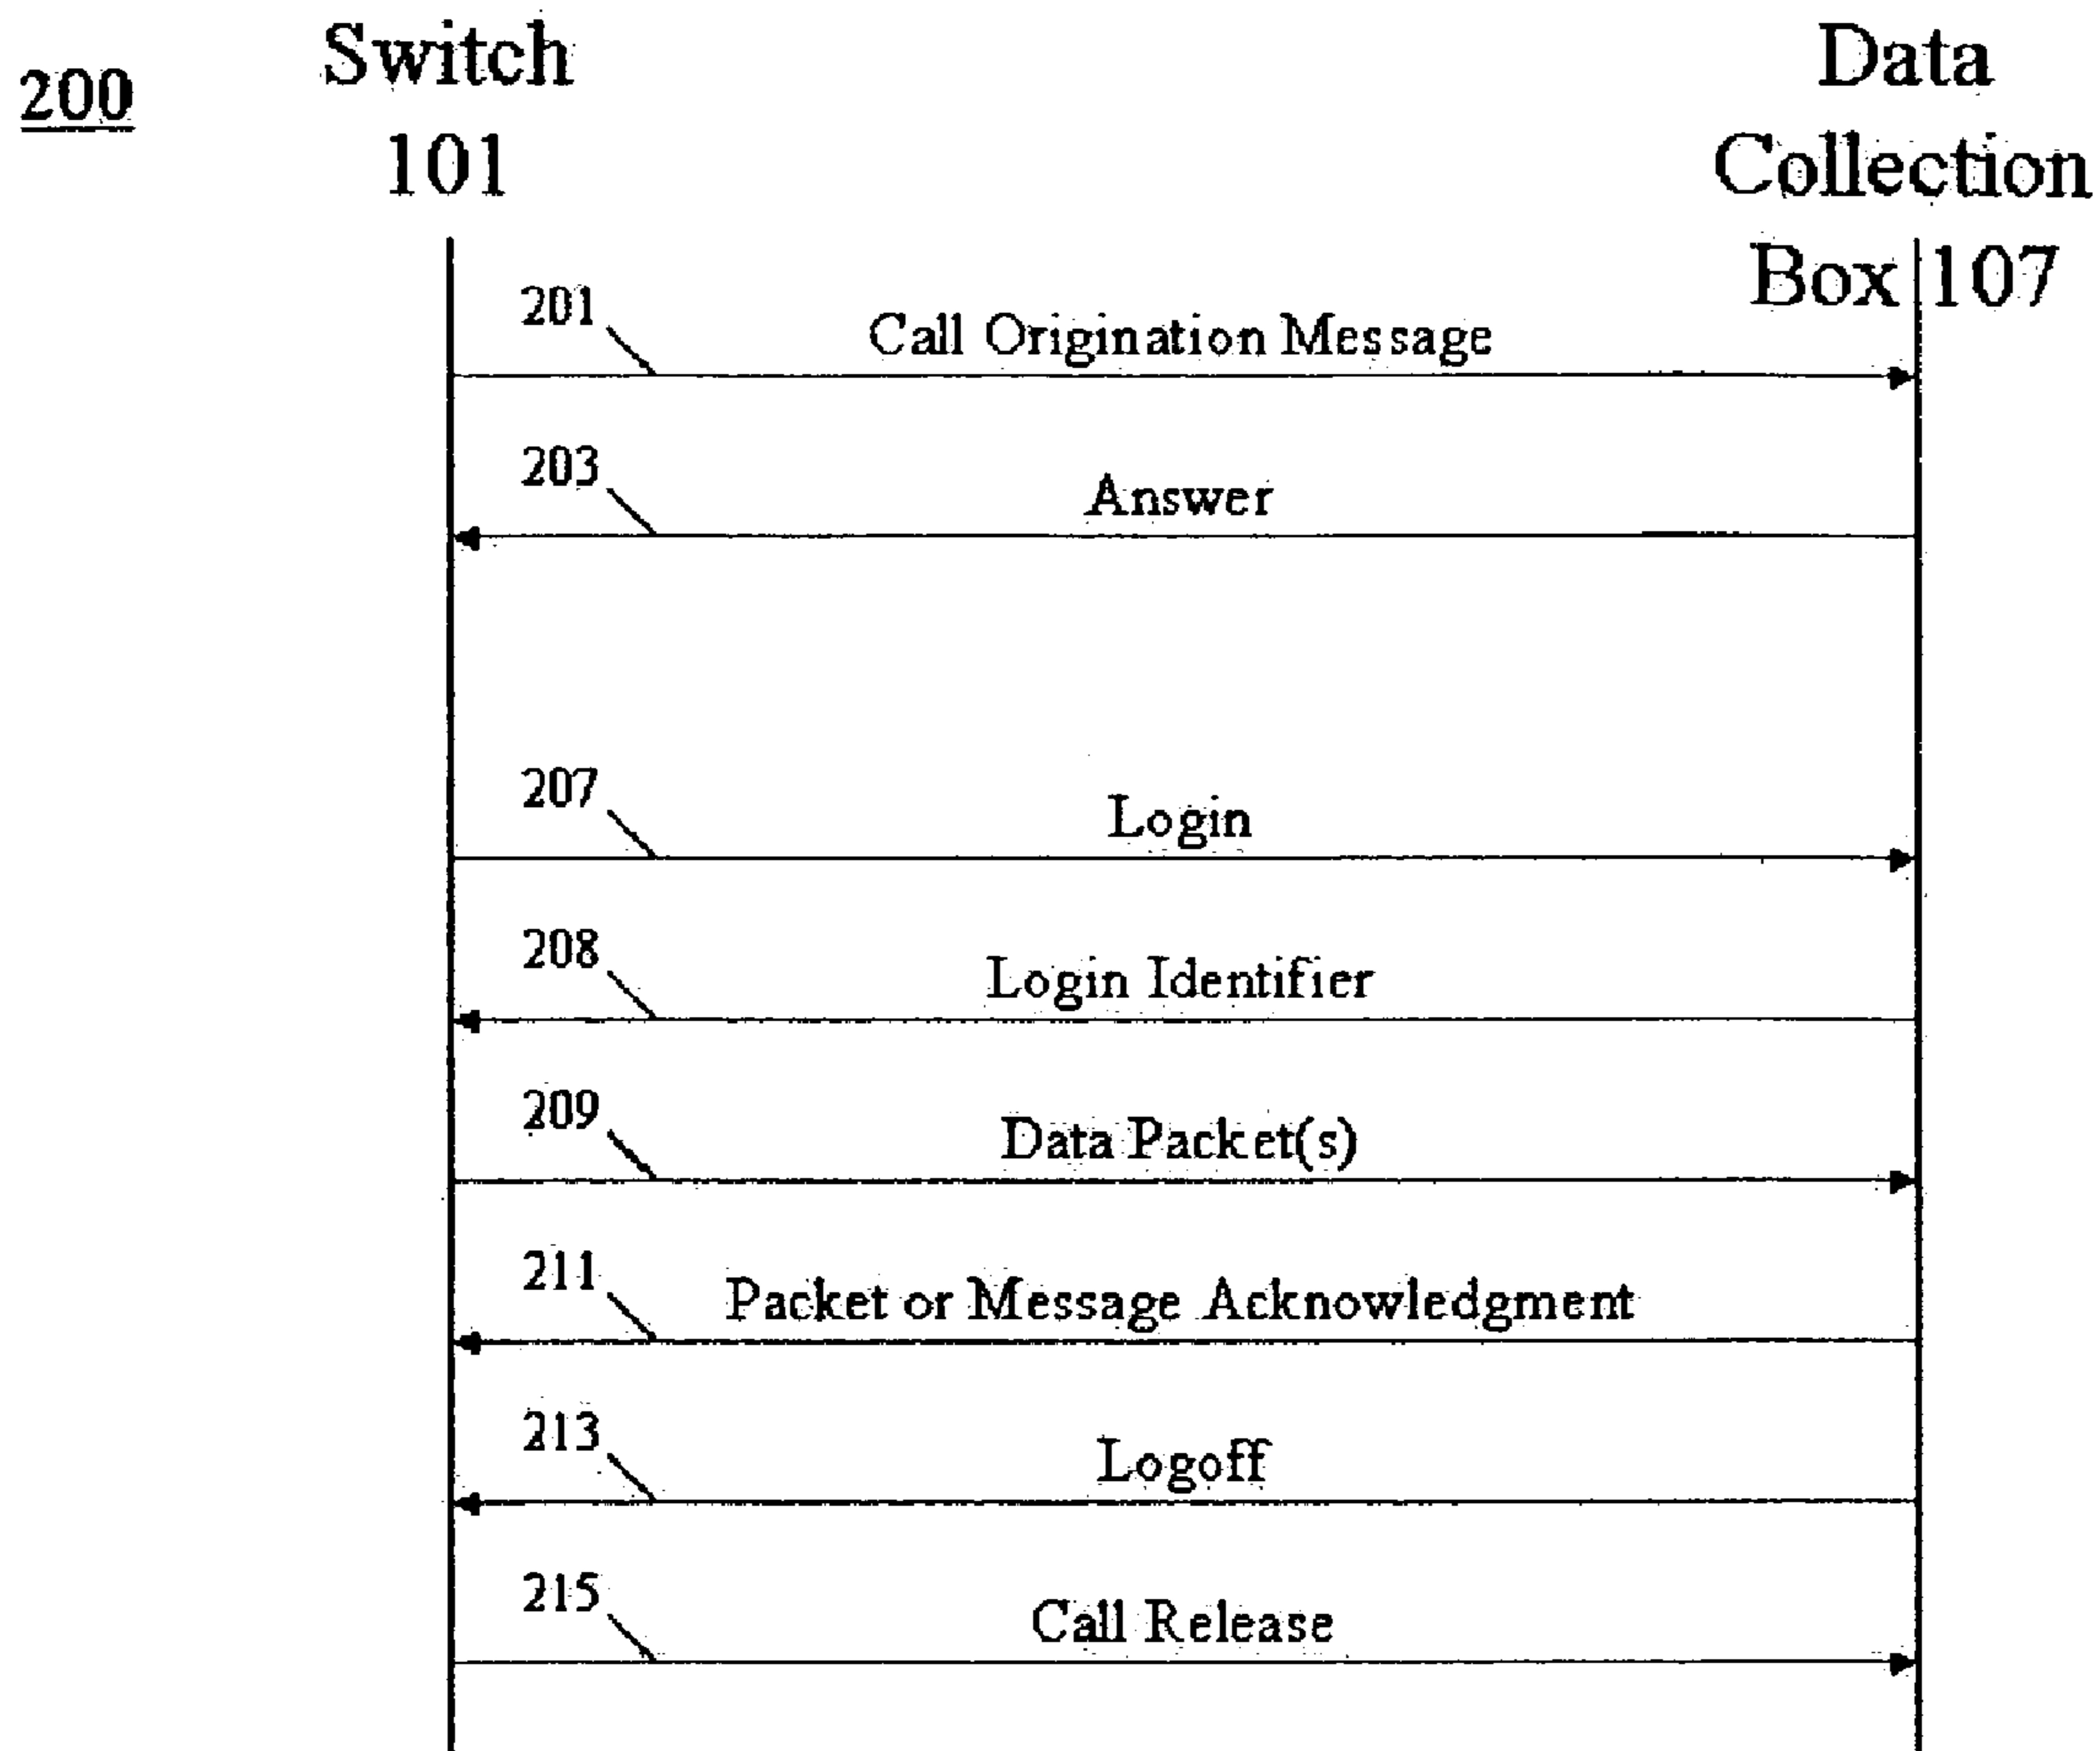 200
Switch
101
Data
Collection
Box 107
201
Call Origination Message
203
Answer
207
Login
208
Login Identifier
209
Data Packet(s)
211
Packet or Message Acknowledgment
213
Logoff
215
Call Release